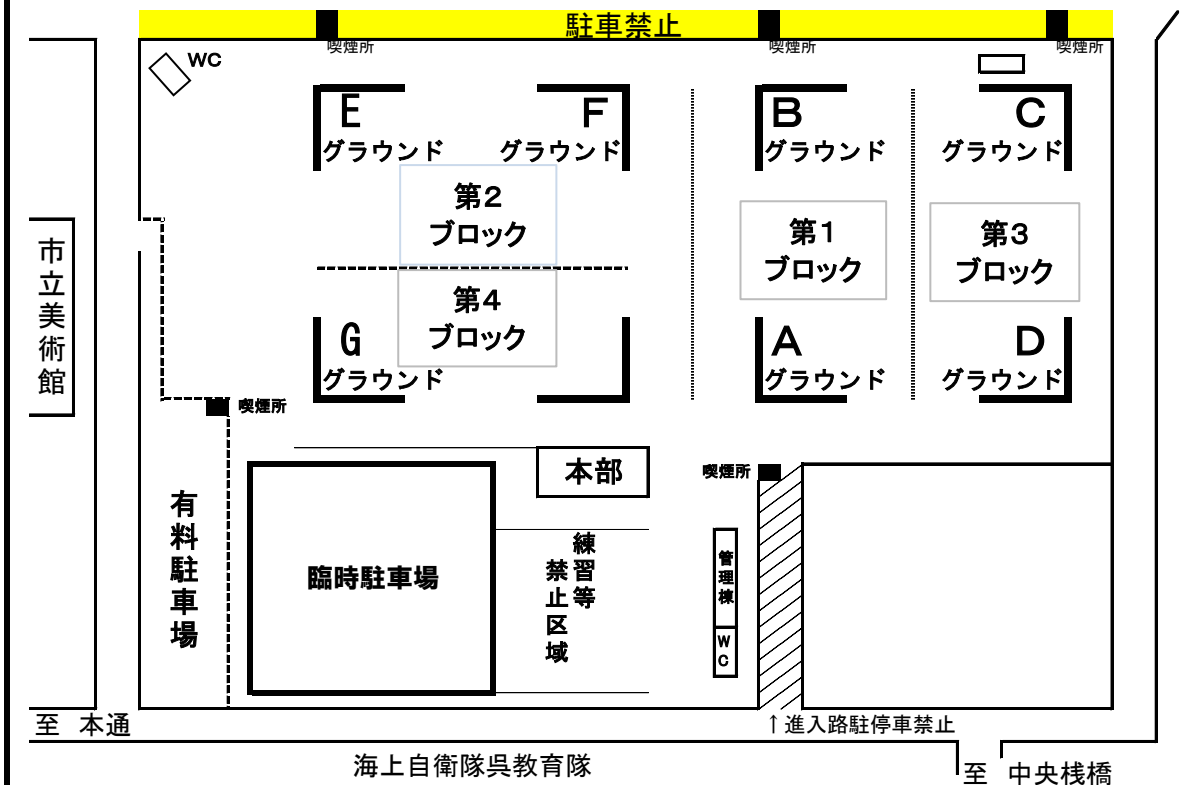 駐車禁止
喫煙所
喫煙所
喫煙所
WC
E
グラウンド
F
グラウンド
B
グラウンド
C
グラウンド
第2
ブロック
第1
ブロック
第3
ブロック
第4
ブロック
G
グラウンド
A
グラウンド
D
グラウンド
市立美術館
喫煙所
本部
喫煙所
有料駐車場
臨時駐車場
練習等
禁止区域
管理棟
WC
至 本通
↑進入路駐停車禁止
海上自衛隊呉教育隊
至 中央桟橋